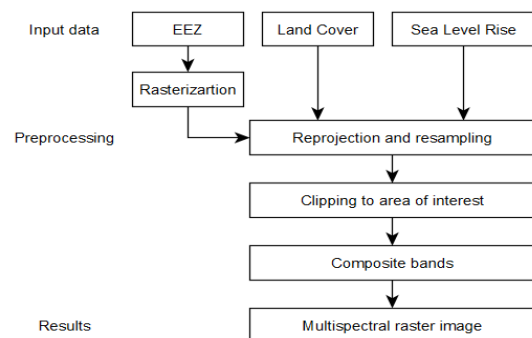 Input data
EEZ
Land Cover
Sea Level Rise
Rasterizartion
Preprocessing
Reprojection and resampling
Clipping to area of interest
Composite bands
Results
Multispectral raster image